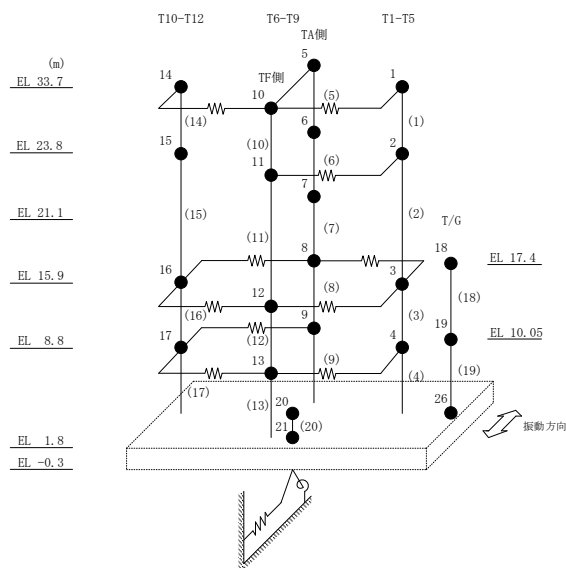 T10-T12 T6-T9 T1-T5
TA側
(m) 5
EL 33.7 14 TF側 1
10 (5)
(14) (1)
6
EL 23.8 15 (10) 2
11 (6)
7
EL 21.1 (15) (7) (2) T/G
(11) 8 18 EL 17.4
EL 15.9 16 3
12 (8) (18)
(16) 9 (3)
(12) 19 EL 10.05
EL 8.8 17 4
13 (9)
(17) (4) (19)
(13) 20 26
21 (20) 振動方向
EL 1.8
EL -0.3